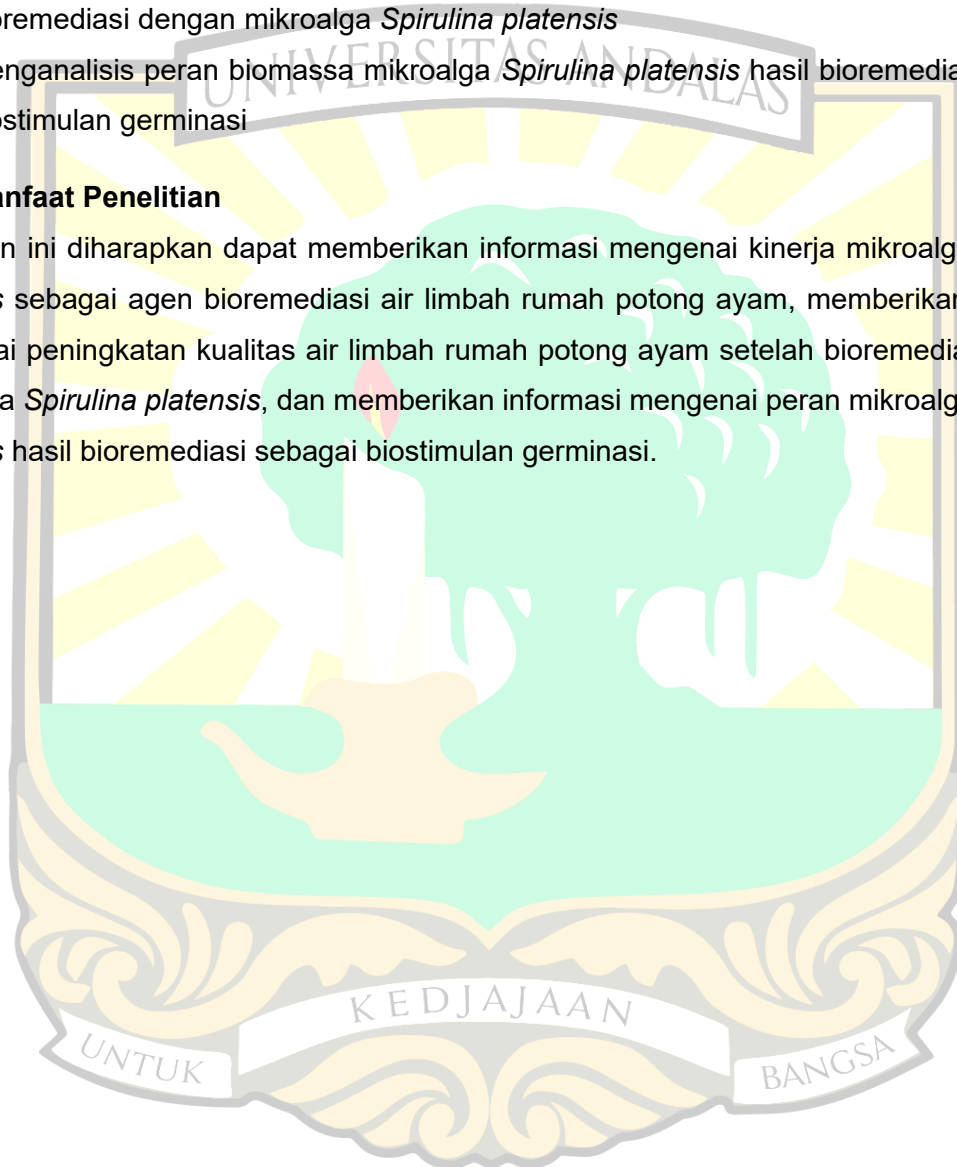 oremediasi dengan mikroalga Spirulina platensis
enganalisis peran biomassa mikroalga Spirulina platensis hasil bioremedia
ostimulan germinasi
anfaat Penelitian
n ini diharapkan dapat memberikan informasi mengenai kinerja mikroalg
s sebagai agen bioremediasi air limbah rumah potong ayam, memberikan
ai peningkatan kualitas air limbah rumah potong ayam setelah bioremedia
a Spirulina platensis, dan memberikan informasi mengenai peran mikroalg
s hasil bioremediasi sebagai biostimulan germinasi.
UNIVERSITAS ANDALAS
KEDJAJAAN
UNTUK
BANGSA